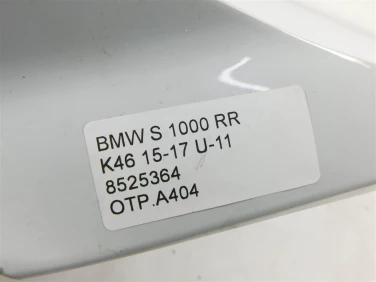 BMW S 1000 RR
K46 15-17 U-11
8525364
OTP.A404